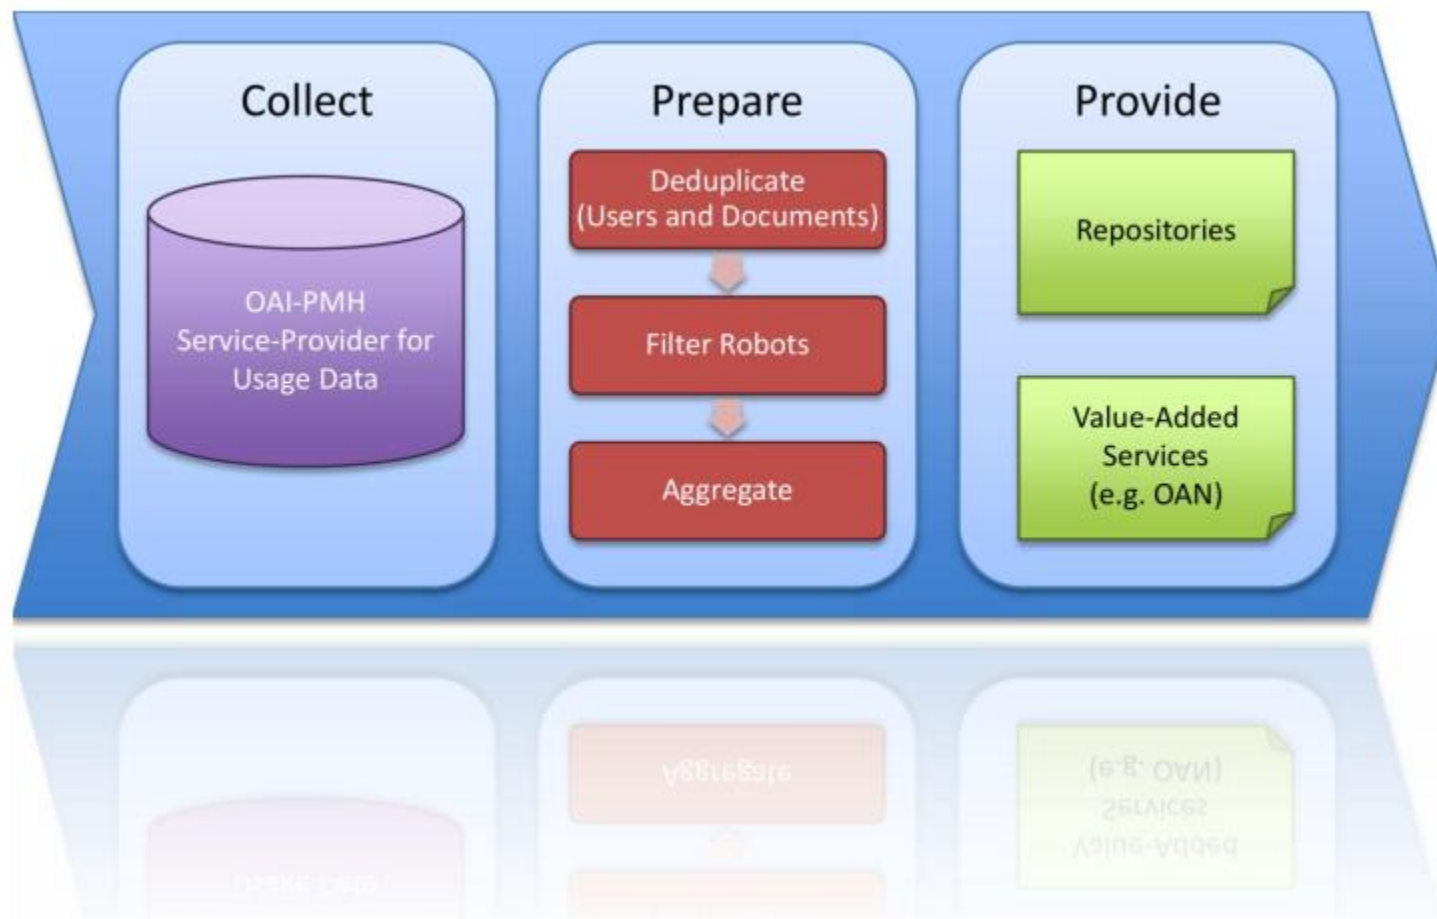 Collect
OAI-PMH
Service-Provider for
Usage Data
Prepare
Deduplicate
(Users and Documents)
Filter Robots
Aggregate
Provide
Repositories
Value-Added
Services
(e.g. OAN)